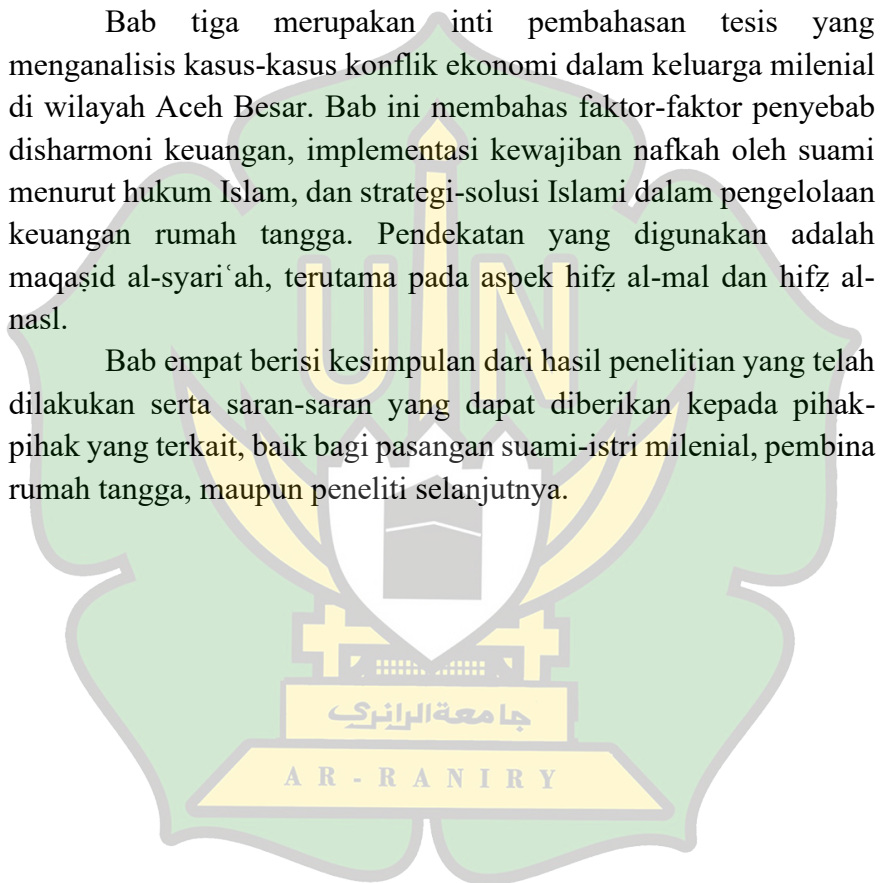 Bab tiga merupakan inti pembahasan tesis yang
menganalisis kasus-kasus konflik ekonomi dalam keluarga milenial
di wilayah Aceh Besar. Bab ini membahas faktor-faktor penyebab
disharmoni keuangan, implementasi kewajiban nafkah oleh suami
menurut hukum Islam, dan strategi-solusi Islami dalam pengelolaan
keuangan rumah tangga. Pendekatan yang digunakan adalah
maqaṣid al-syariʿah, terutama pada aspek hifẓ al-mal dan hifẓ al-
nasl.
Bab empat berisi kesimpulan dari hasil penelitian yang telah
dilakukan serta saran-saran yang dapat diberikan kepada pihak-
pihak yang terkait, baik bagi pasangan suami-istri milenial, pembina
rumah tangga, maupun peneliti selanjutnya.
UIN
جامعة الرانري
AR-RANIRY